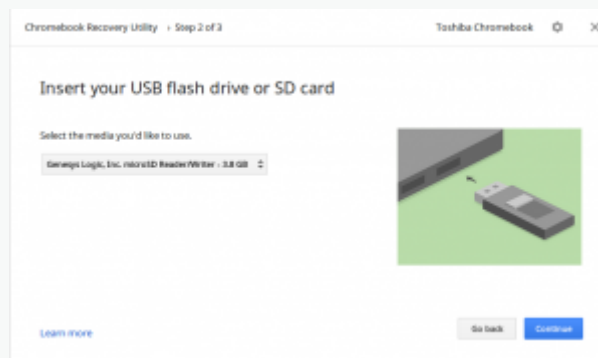 Chromebook Recovery Utility › Step 2 of 3
Toshiba Chromebook
Insert your USB flash drive or SD card
Select the media you'd like to use.
Genesys Logic, Inc. microSD Reader/Writer - 3.8 GB
Learn more
Go back
Continue